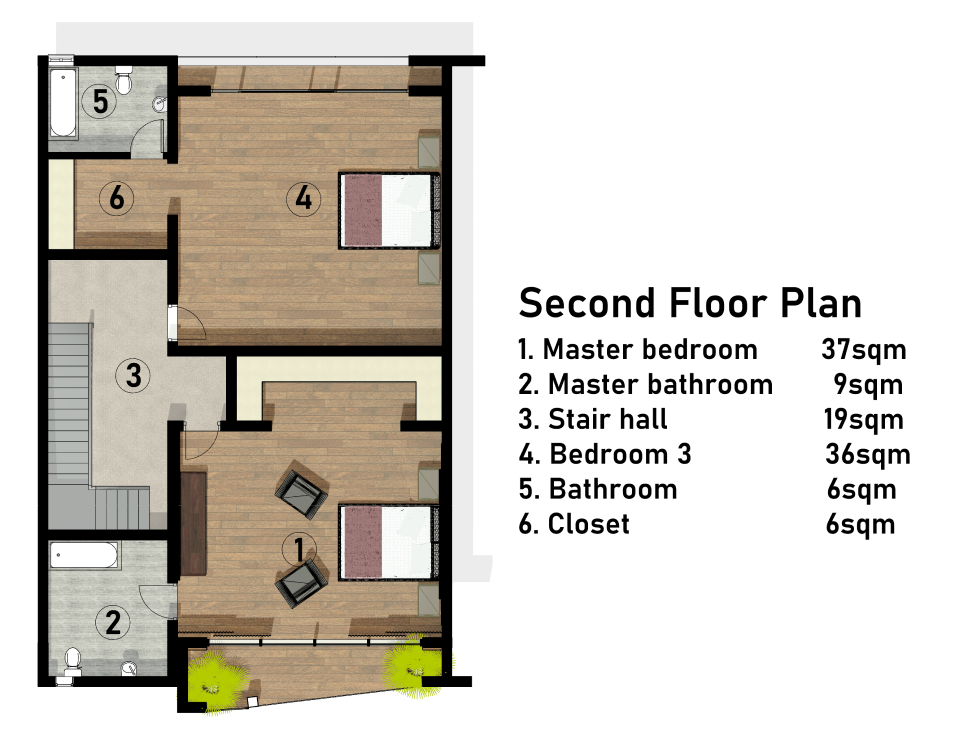 5
6
4
3
1
2
Second Floor Plan
1. Master bedroom 37sqm
2. Master bathroom 9sqm
3. Stair hall 19sqm
4. Bedroom 3 36sqm
5. Bathroom 6sqm
6. Closet 6sqm